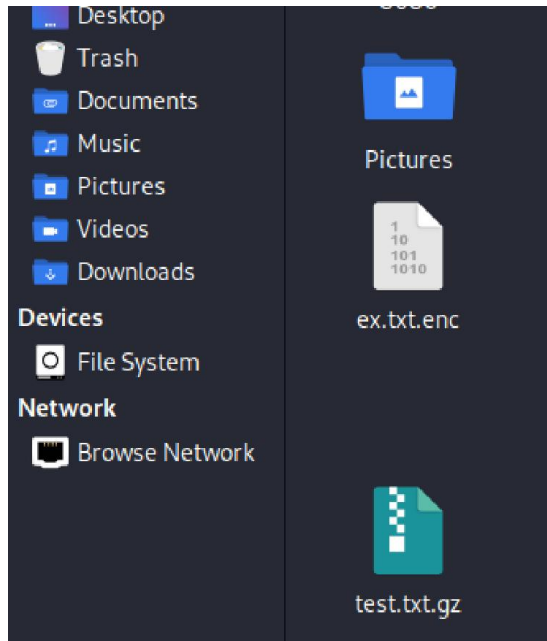 Desktop
Trash
Documents
Music
Pictures
Videos
Downloads
Devices
File System
Network
Browse Network
Pictures
1
10
101
1010
ex.txt.enc
test.txt.gz